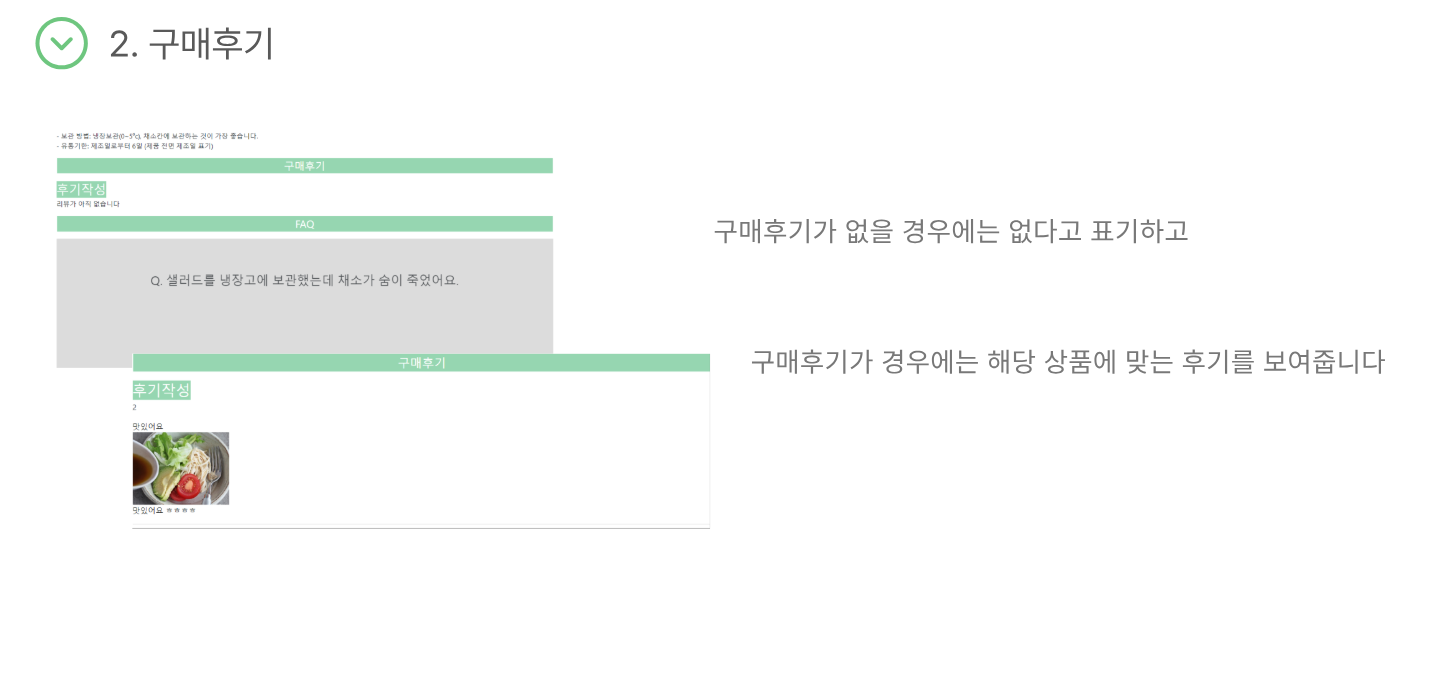 2. 구매후기
- 보관 방법: 냉장보관(0~5℃), 채소칸에 보관하는 것이 가장 좋습니다.
- 유통기한: 제조일로부터 6일 (제품 전면 제조일 표기)
구매후기
후기작성
리뷰가 아직 없습니다
FAQ
Q. 샐러드를 냉장고에 보관했는데 채소가 숨이 죽었어요.
구매후기
후기작성
2
맛있어요
맛있어요 ㅎㅎㅎㅎ
구매후기가 없을 경우에는 없다고 표기하고
구매후기가 경우에는 해당 상품에 맞는 후기를 보여줍니다